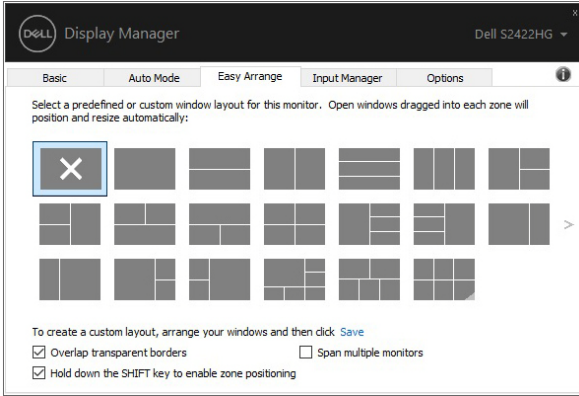 DELL Display Manager
Dell S2422HG
Basic Auto Mode Easy Arrange Input Manager Options
Select a predefined or custom window layout for this monitor. Open windows dragged into each zone will
position and resize automatically:
To create a custom layout, arrange your windows and then click Save
Overlap transparent borders
Span multiple monitors
Hold down the SHIFT key to enable zone positioning